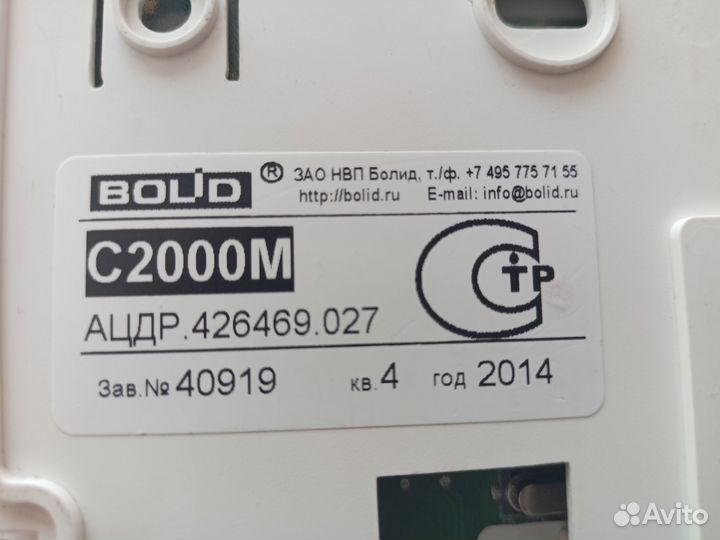 BOLID ® ЗАО НВП Болид, т./ф. +7 495 775 71 55
http://bolid.ru E-mail: info@bolid.ru
С2000М
СТР
АЦДР.426469.027
Зав.№ 40919 кв. 4 год 2014
Avito